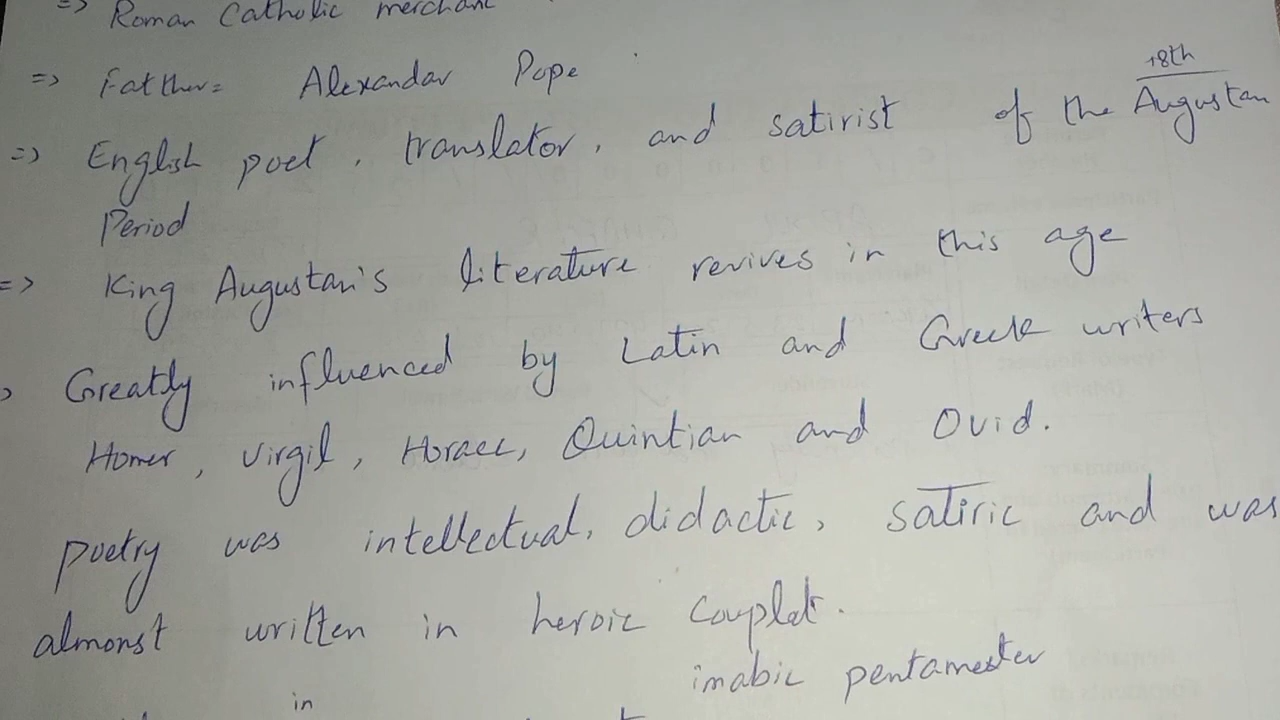 => Roman Catholic merchant
=> Father= Alexandar Pope
18th
=> English poet, translator, and satirist of the Augustan
Period
=> King Augustan's literature revives in this age
Greatly influenced by Latin and Greek writers
Homer, Virgil, Horace, Quintian and Ovid.
poetry was intellectual, didactic, satiric and was
almonst written in heroic couplet.
imabic pentamester
in